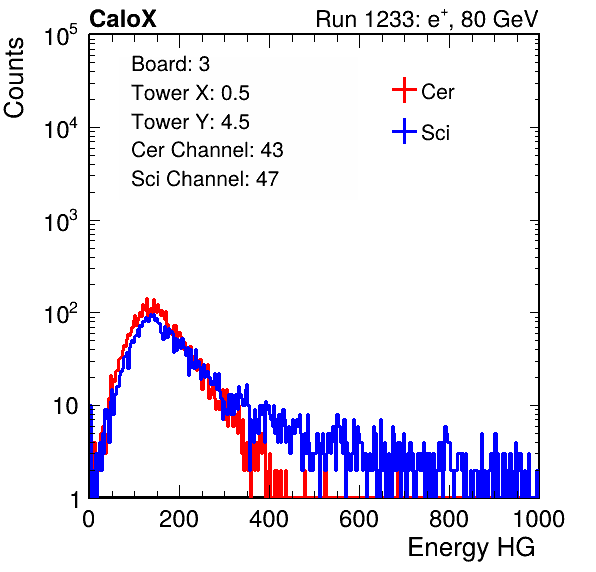 CaloX Run 1233: e⁺, 80 GeV
Counts
10⁵
10⁴
10³
10²
10
1
Board: 3
Tower X: 0.5
Tower Y: 4.5
Cer Channel: 43
Sci Channel: 47
Cer
Sci
0 200 400 600 800 1000
Energy HG